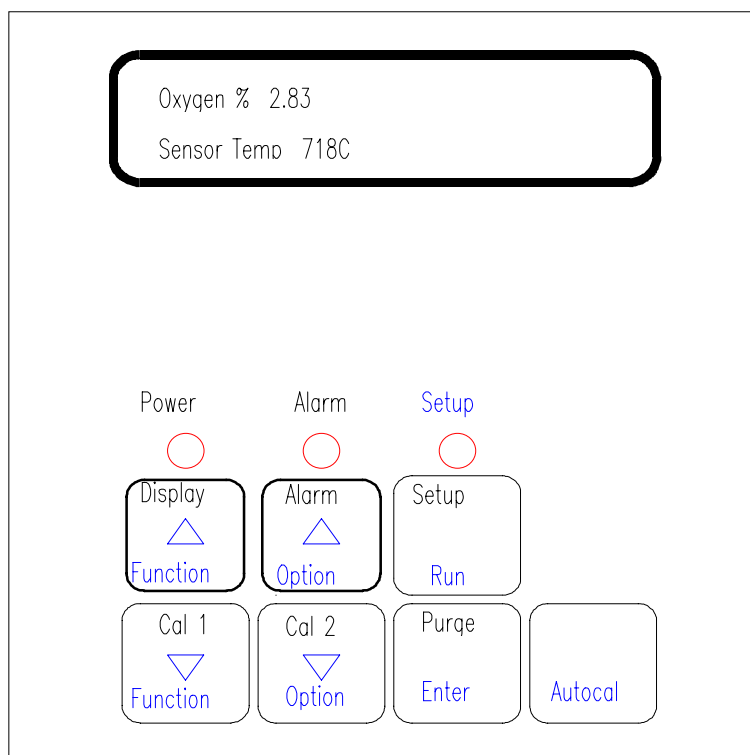 Oxygen % 2.83
Sensor Temp 718C
Power Alarm Setup
Display Alarm Setup
Function Option Run
Cal 1 Cal 2 Purge
Function Option Enter Autocal